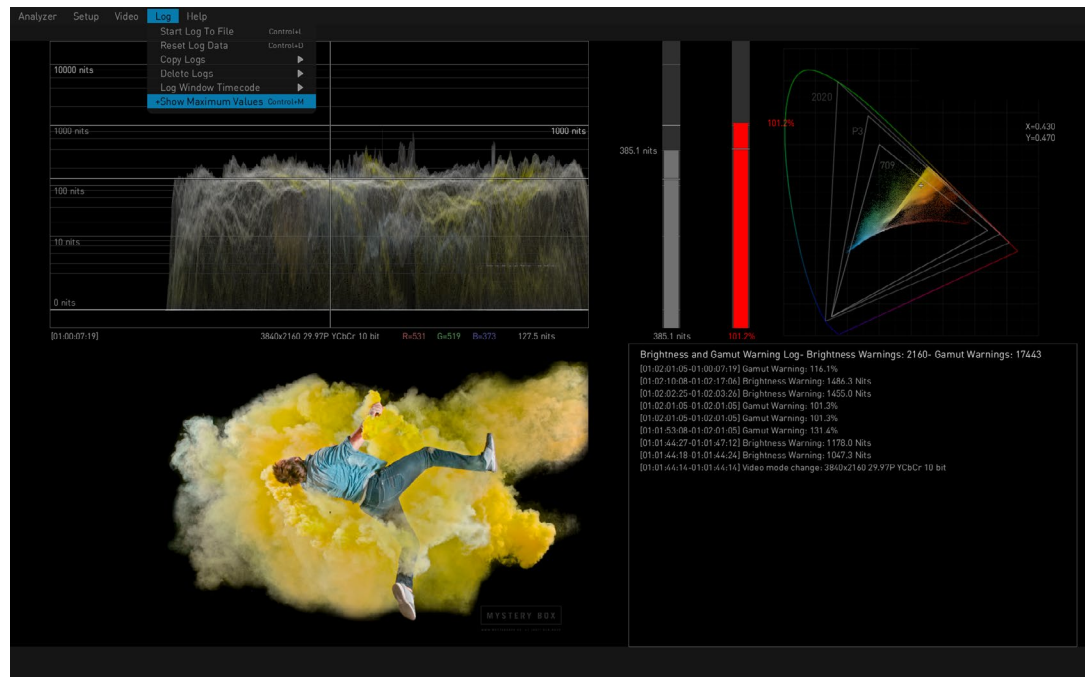 Analyzer Setup Video Log Help
Start Log To File Control+L
Reset Log Data Control+D
Copy Logs
Delete Logs
Log Window Timecode
+Show Maximum Values Control+M
10000 nits
1000 nits 1000 nits
100 nits
10 nits
0 nits
[01:00:07:19] 3840x2160 29.97P YCbCr 10 bit R=531 G=519 B=373 127.5 nits
385.1 nits
101.2%
385.1 nits 101.2%
2020
P3
709
X=0.430
Y=0.470
Brightness and Gamut Warning Log- Brightness Warnings: 2160- Gamut Warnings: 17443
[01:02:01:05-01:00:07:19] Gamut Warning: 116.1%
[01:02:10:08-01:02:17:06] Brightness Warning: 1486.3 Nits
[01:02:02:25-01:02:03:26] Brightness Warning: 1455.0 Nits
[01:02:01:05-01:02:01:05] Gamut Warning: 101.3%
[01:02:01:05-01:02:01:05] Gamut Warning: 101.3%
[01:01:53:08-01:02:01:05] Gamut Warning: 131.4%
[01:01:44:27-01:01:47:12] Brightness Warning: 1178.0 Nits
[01:01:44:18-01:01:44:24] Brightness Warning: 1047.3 Nits
[01:01:44:14-01:01:44:14] Video mode change: 3840x2160 29.97P YCbCr 10 bit
MYSTERY BOX